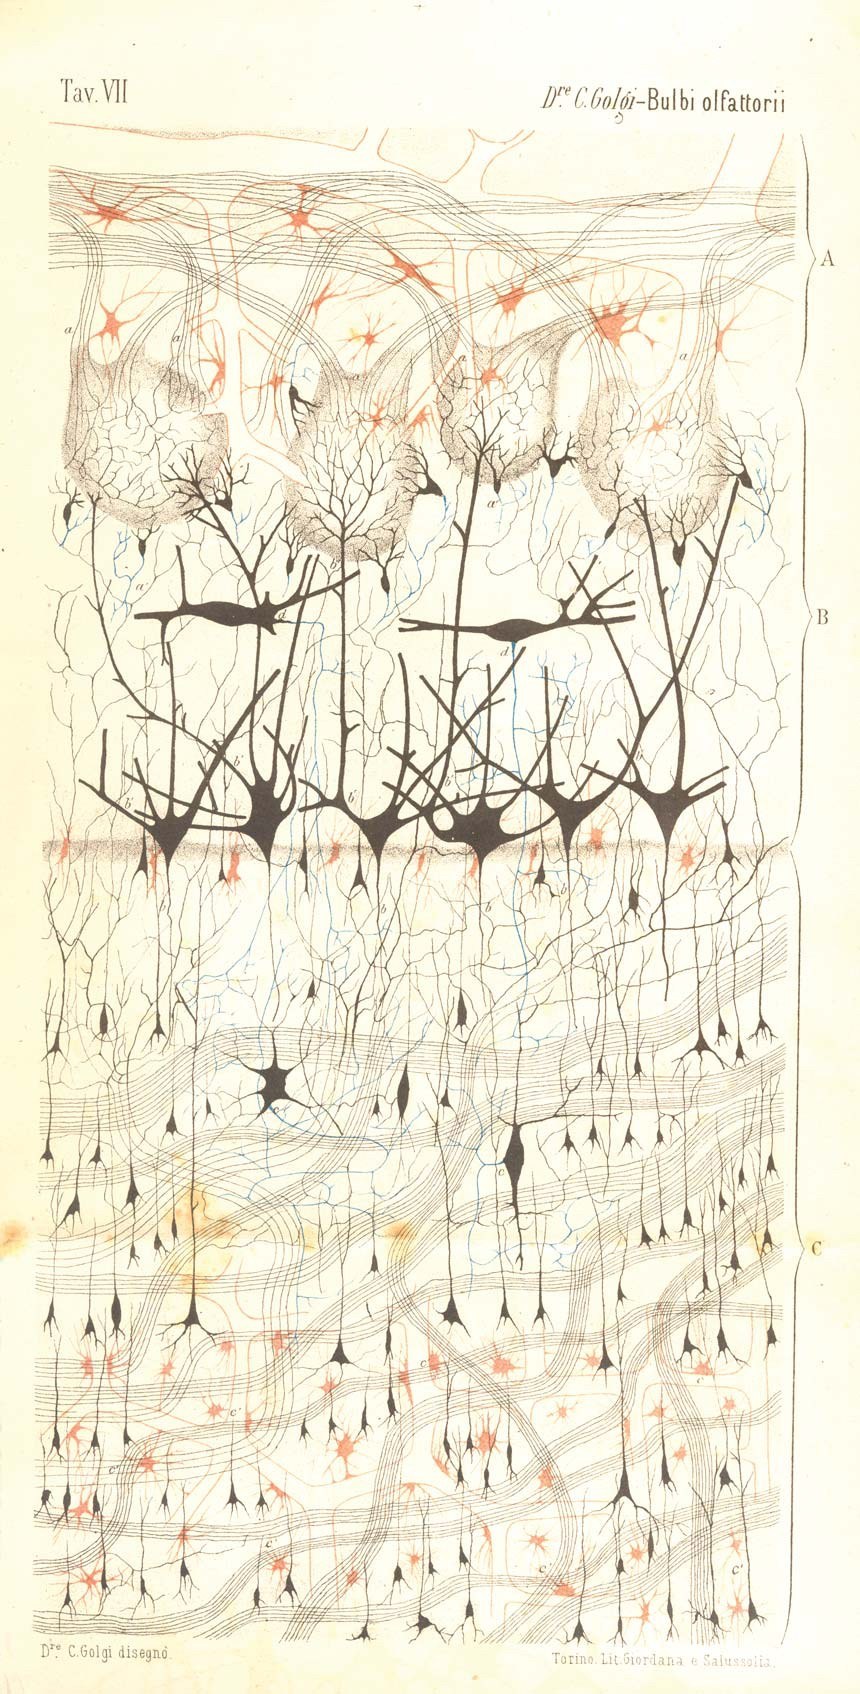 Tav. VII
Dre C. Golgi-Bulbi olfattorii
A
a
a
a
a
a
a
a
a
B
b
d
d
b
b
b
b
b
b
b
b
b
c
C
c
c'
c
c'
c'
c'
c'
c'
Dre C. Golgi disegnò.
Torino. Lit. Giordana e Salussolia.